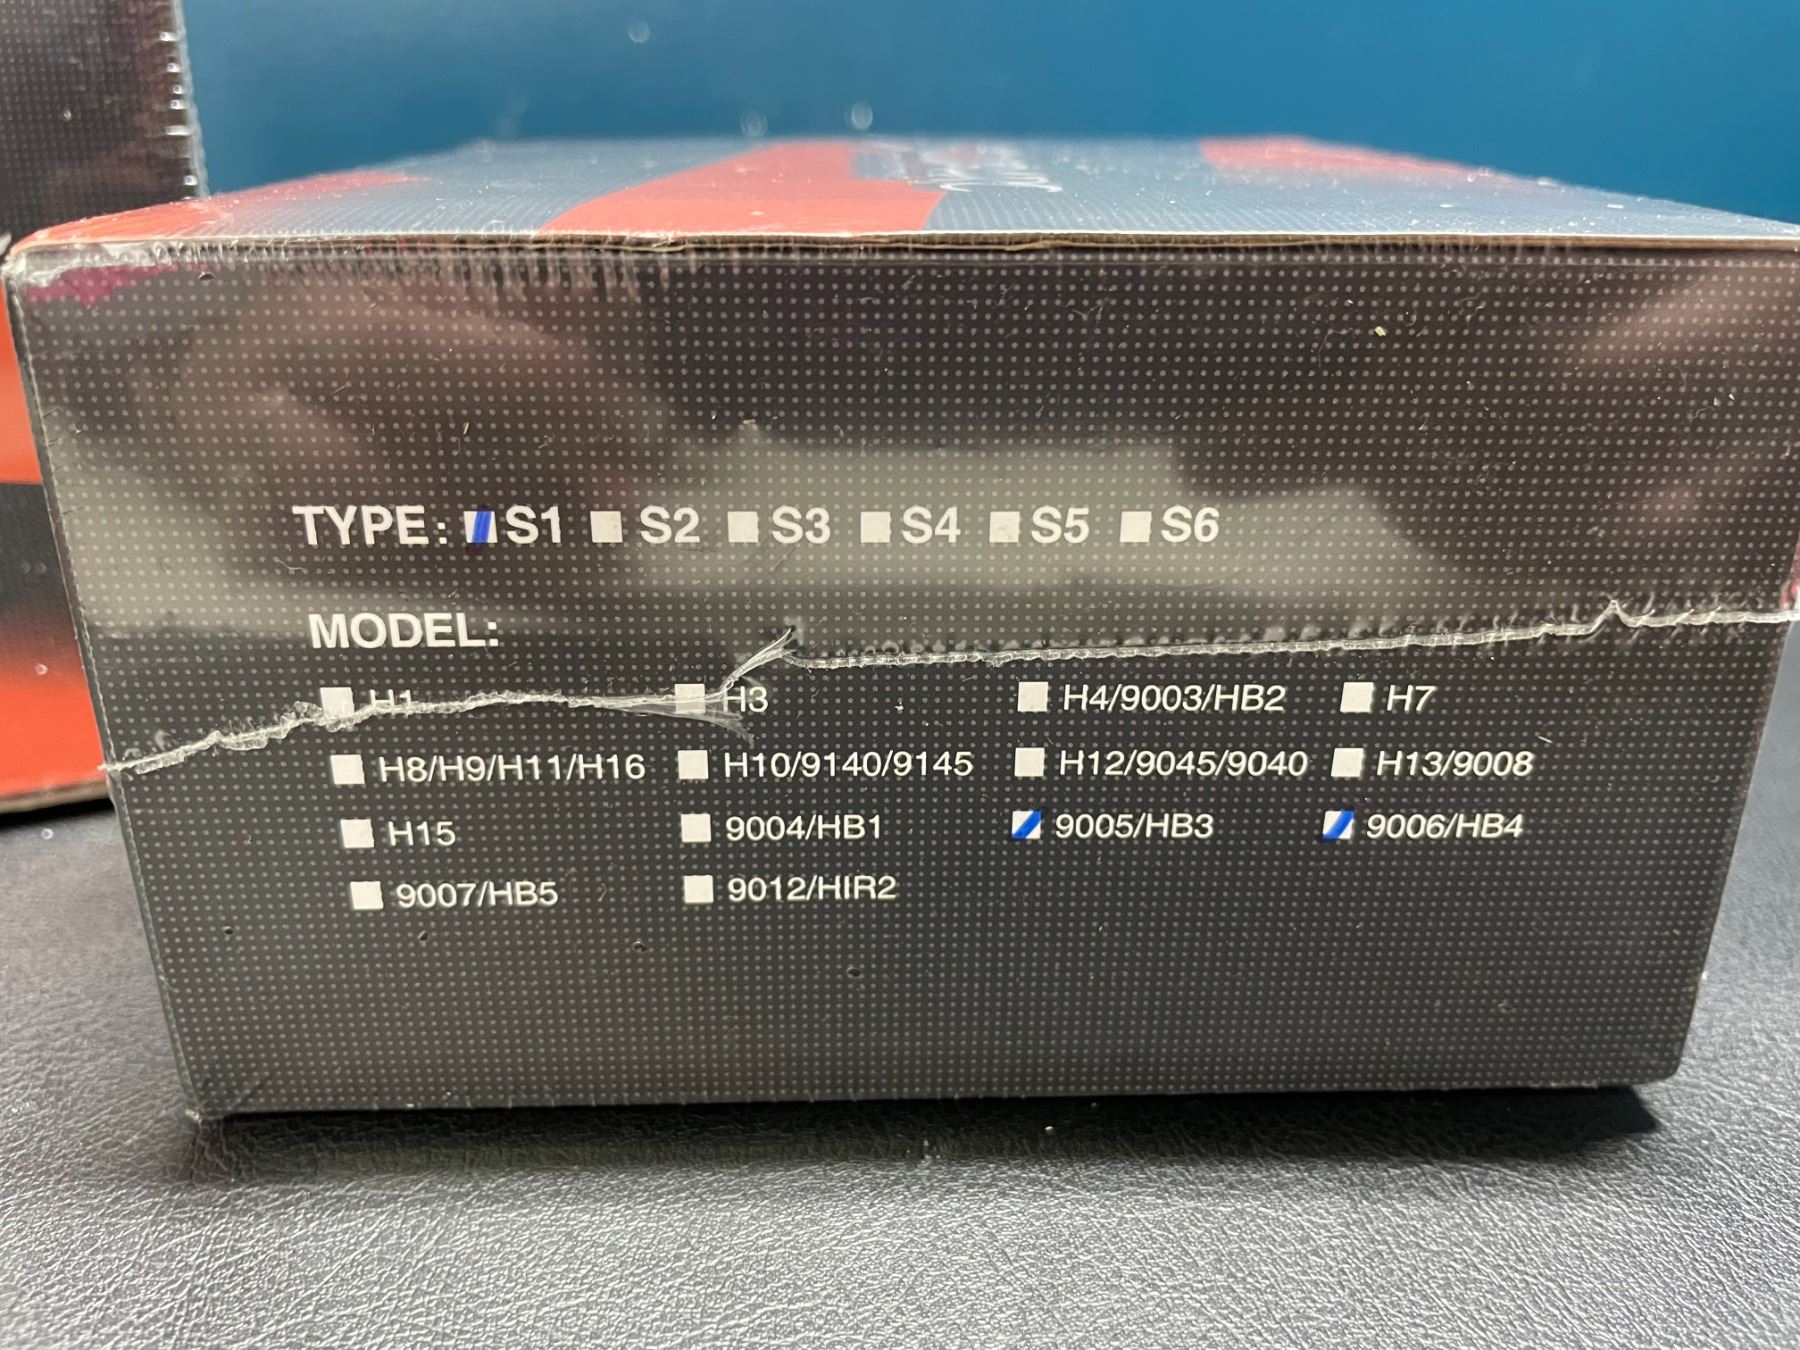 TYPE: S1 S2 S3 S4 S5 S6
MODEL:
H1 H3 H4/9003/HB2 H7
H8/H9/H11/H16 H10/9140/9145 H12/9045/9040 H13/9008
H15 9004/HB1 9005/HB3 9006/HB4
9007/HB5 9012/HIR2